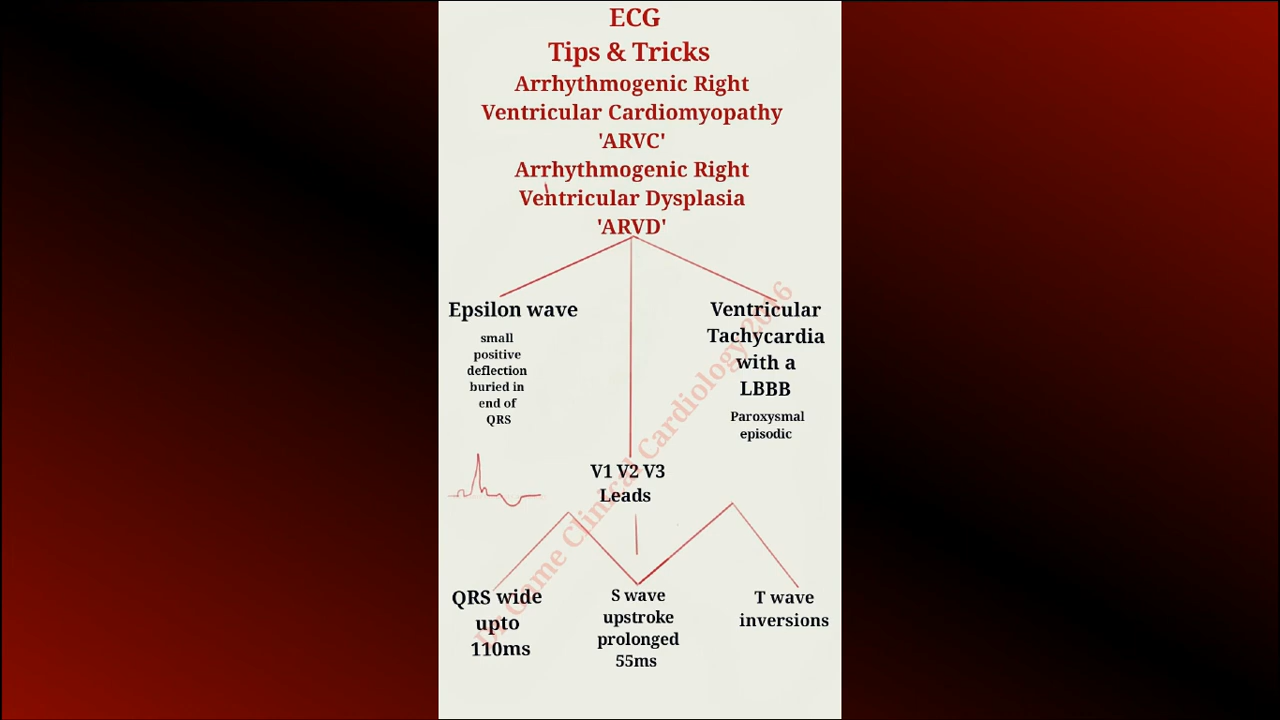 ECG
Tips & Tricks
Arrhythmogenic Right
Ventricular Cardiomyopathy
'ARVC'
Arrhythmogenic Right
Ventricular Dysplasia
'ARVD'
Epsilon wave
small
positive
deflection
buried in
end of
QRS
Ventricular
Tachycardia
with a
LBBB
Paroxysmal
episodic
V1 V2 V3
Leads
QRS wide
upto
110ms
S wave
upstroke
prolonged
55ms
T wave
inversions
Clinical Cardiology